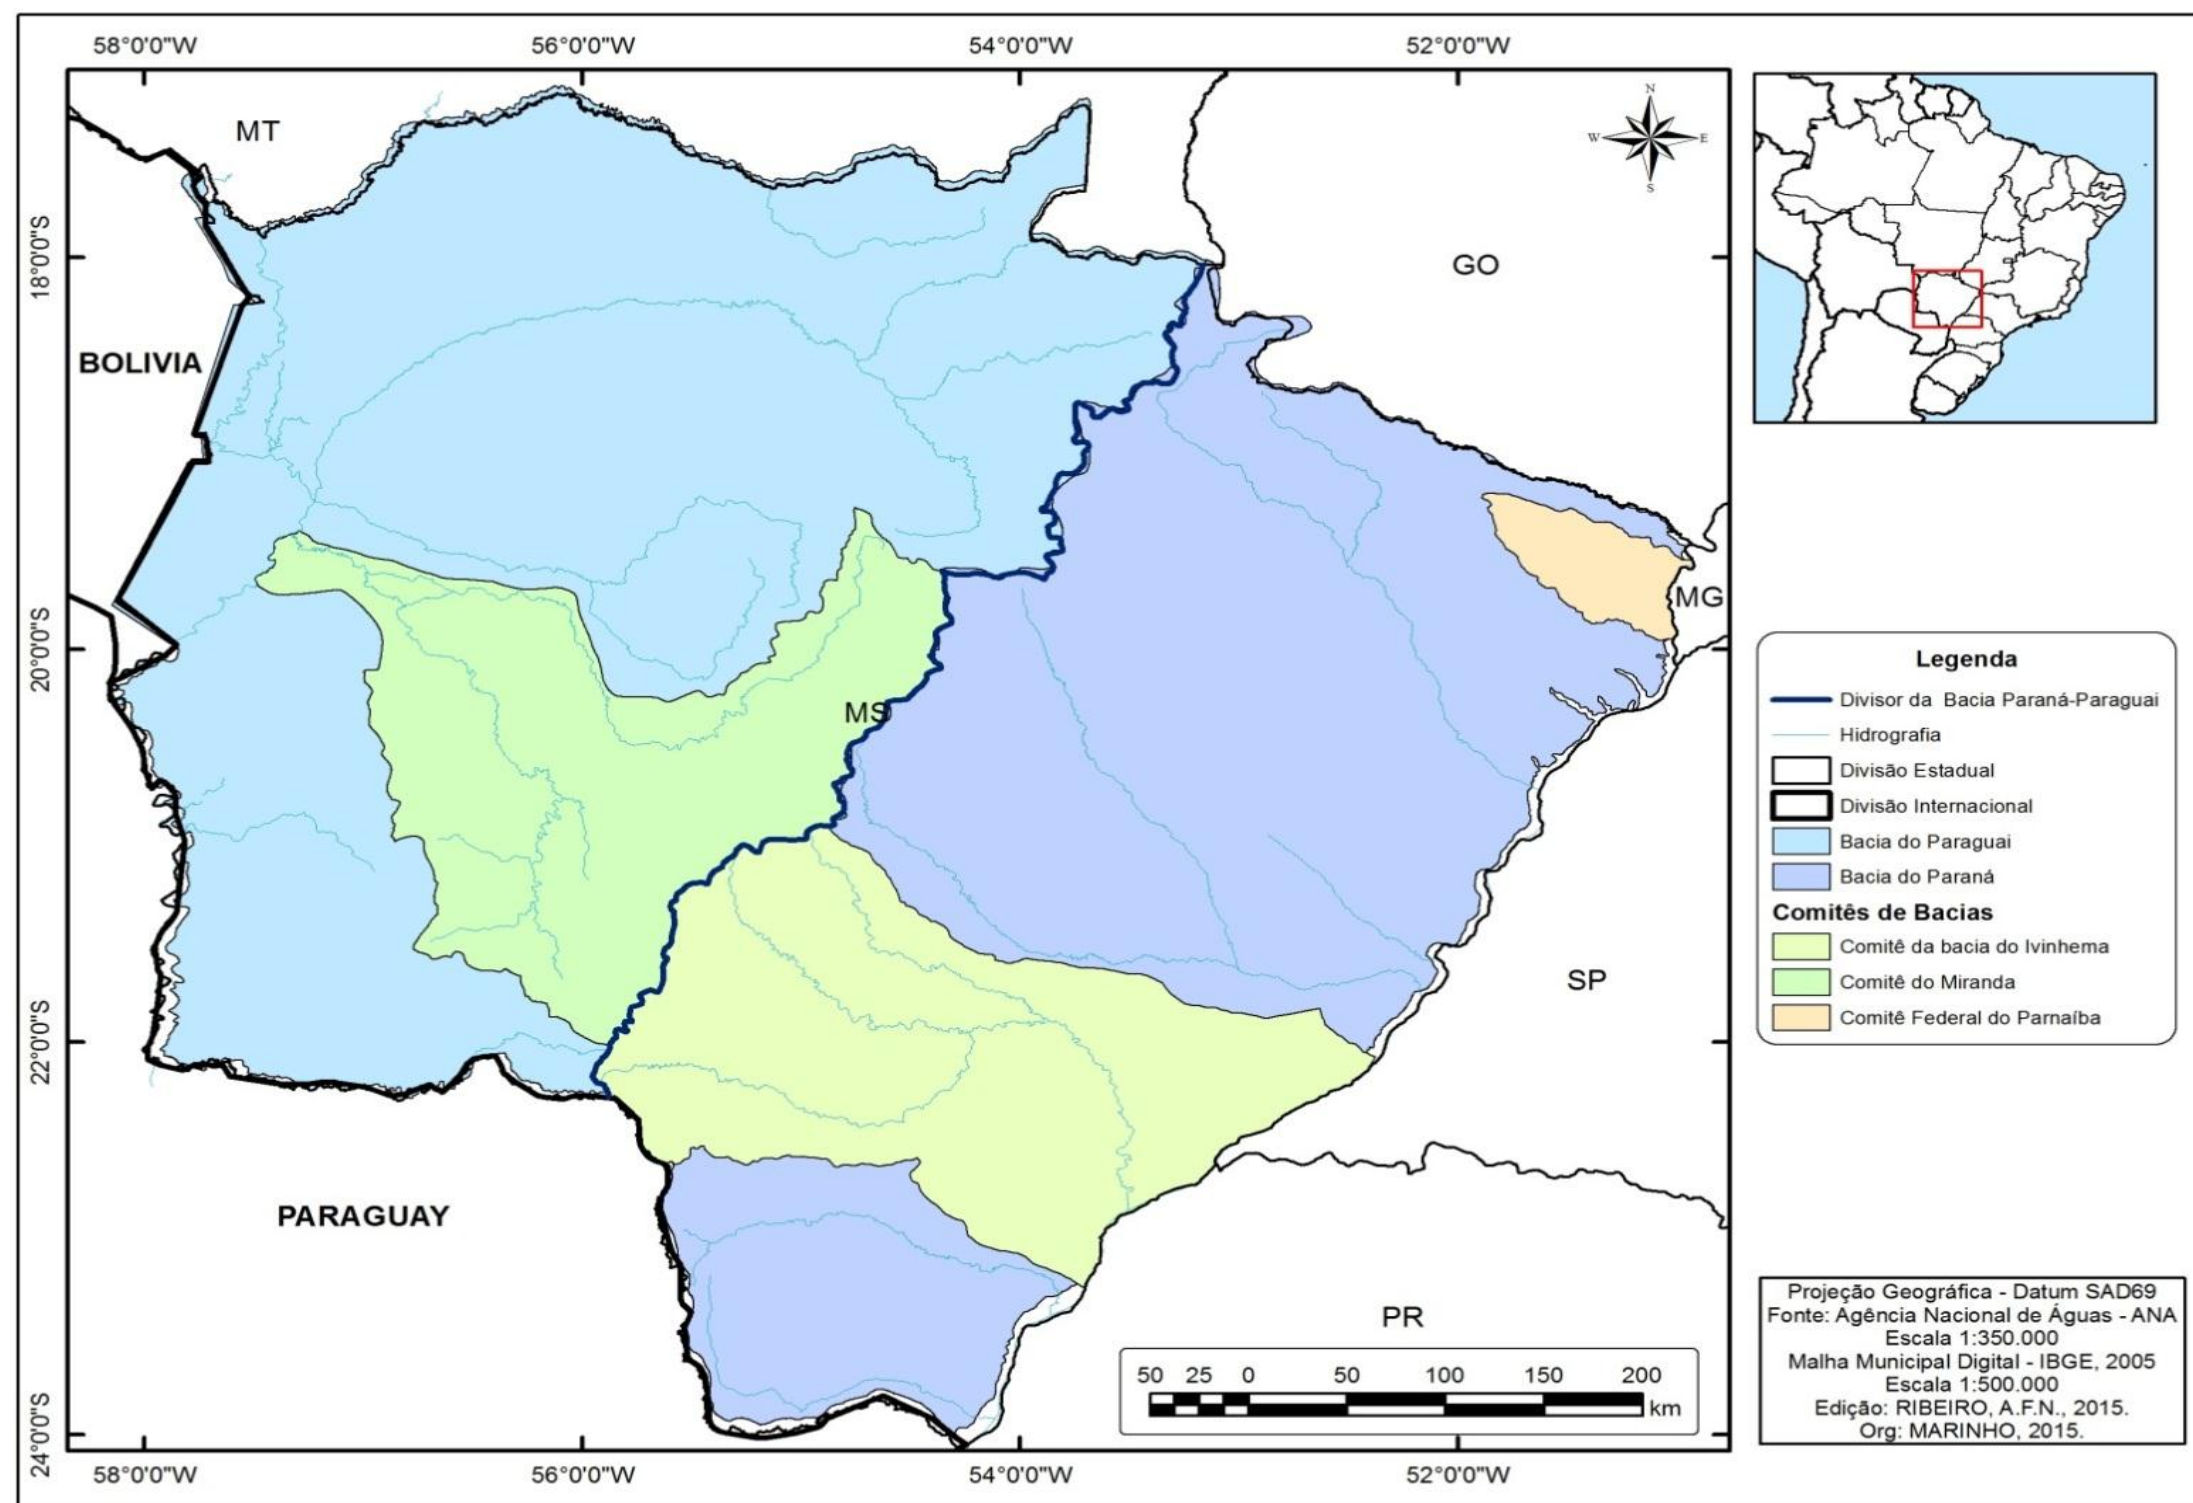 58°0'0"W 56°0'0"W 54°0'0"W 52°0'0"W
MT
N
W E
S
18°0'0"S
GO
BOLIVIA
20°0'0"S
MG
MS
SP
22°0'0"S
PARAGUAY
PR
24°0'0"S
50 25 0 50 100 150 200
km
58°0'0"W 56°0'0"W 54°0'0"W 52°0'0"W
Legenda
Divisor da Bacia Paraná-Paraguai
Hidrografia
Divisão Estadual
Divisão Internacional
Bacia do Paraguai
Bacia do Paraná
Comitês de Bacias
Comitê da bacia do Ivinhema
Comitê do Miranda
Comitê Federal do Parnaíba
Projeção Geográfica - Datum SAD69
Fonte: Agência Nacional de Águas - ANA
Escala 1:350.000
Malha Municipal Digital - IBGE, 2005
Escala 1:500.000
Edição: RIBEIRO, A.F.N., 2015.
Org: MARINHO, 2015.